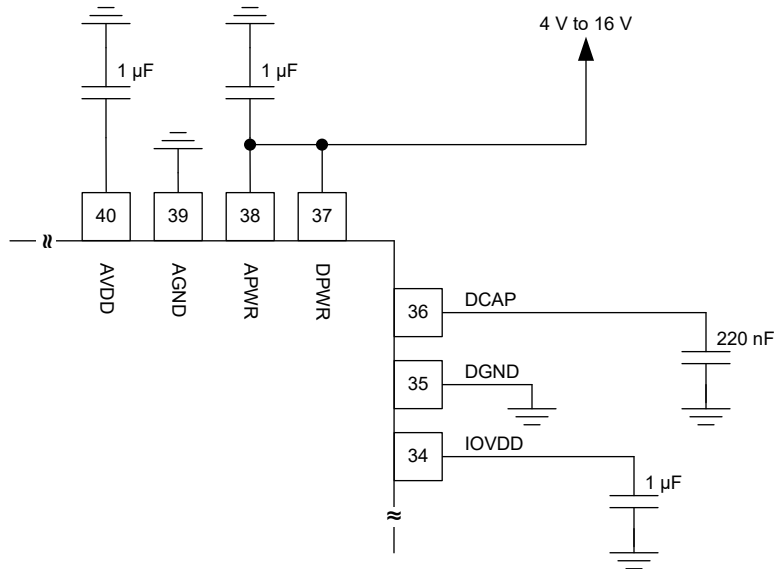 4 V to 16 V
1 µF
1 µF
40
39
38
37
AVDD
AGND
APWR
DPWR
36
DCAP
220 nF
35
DGND
34
IOVDD
1 µF